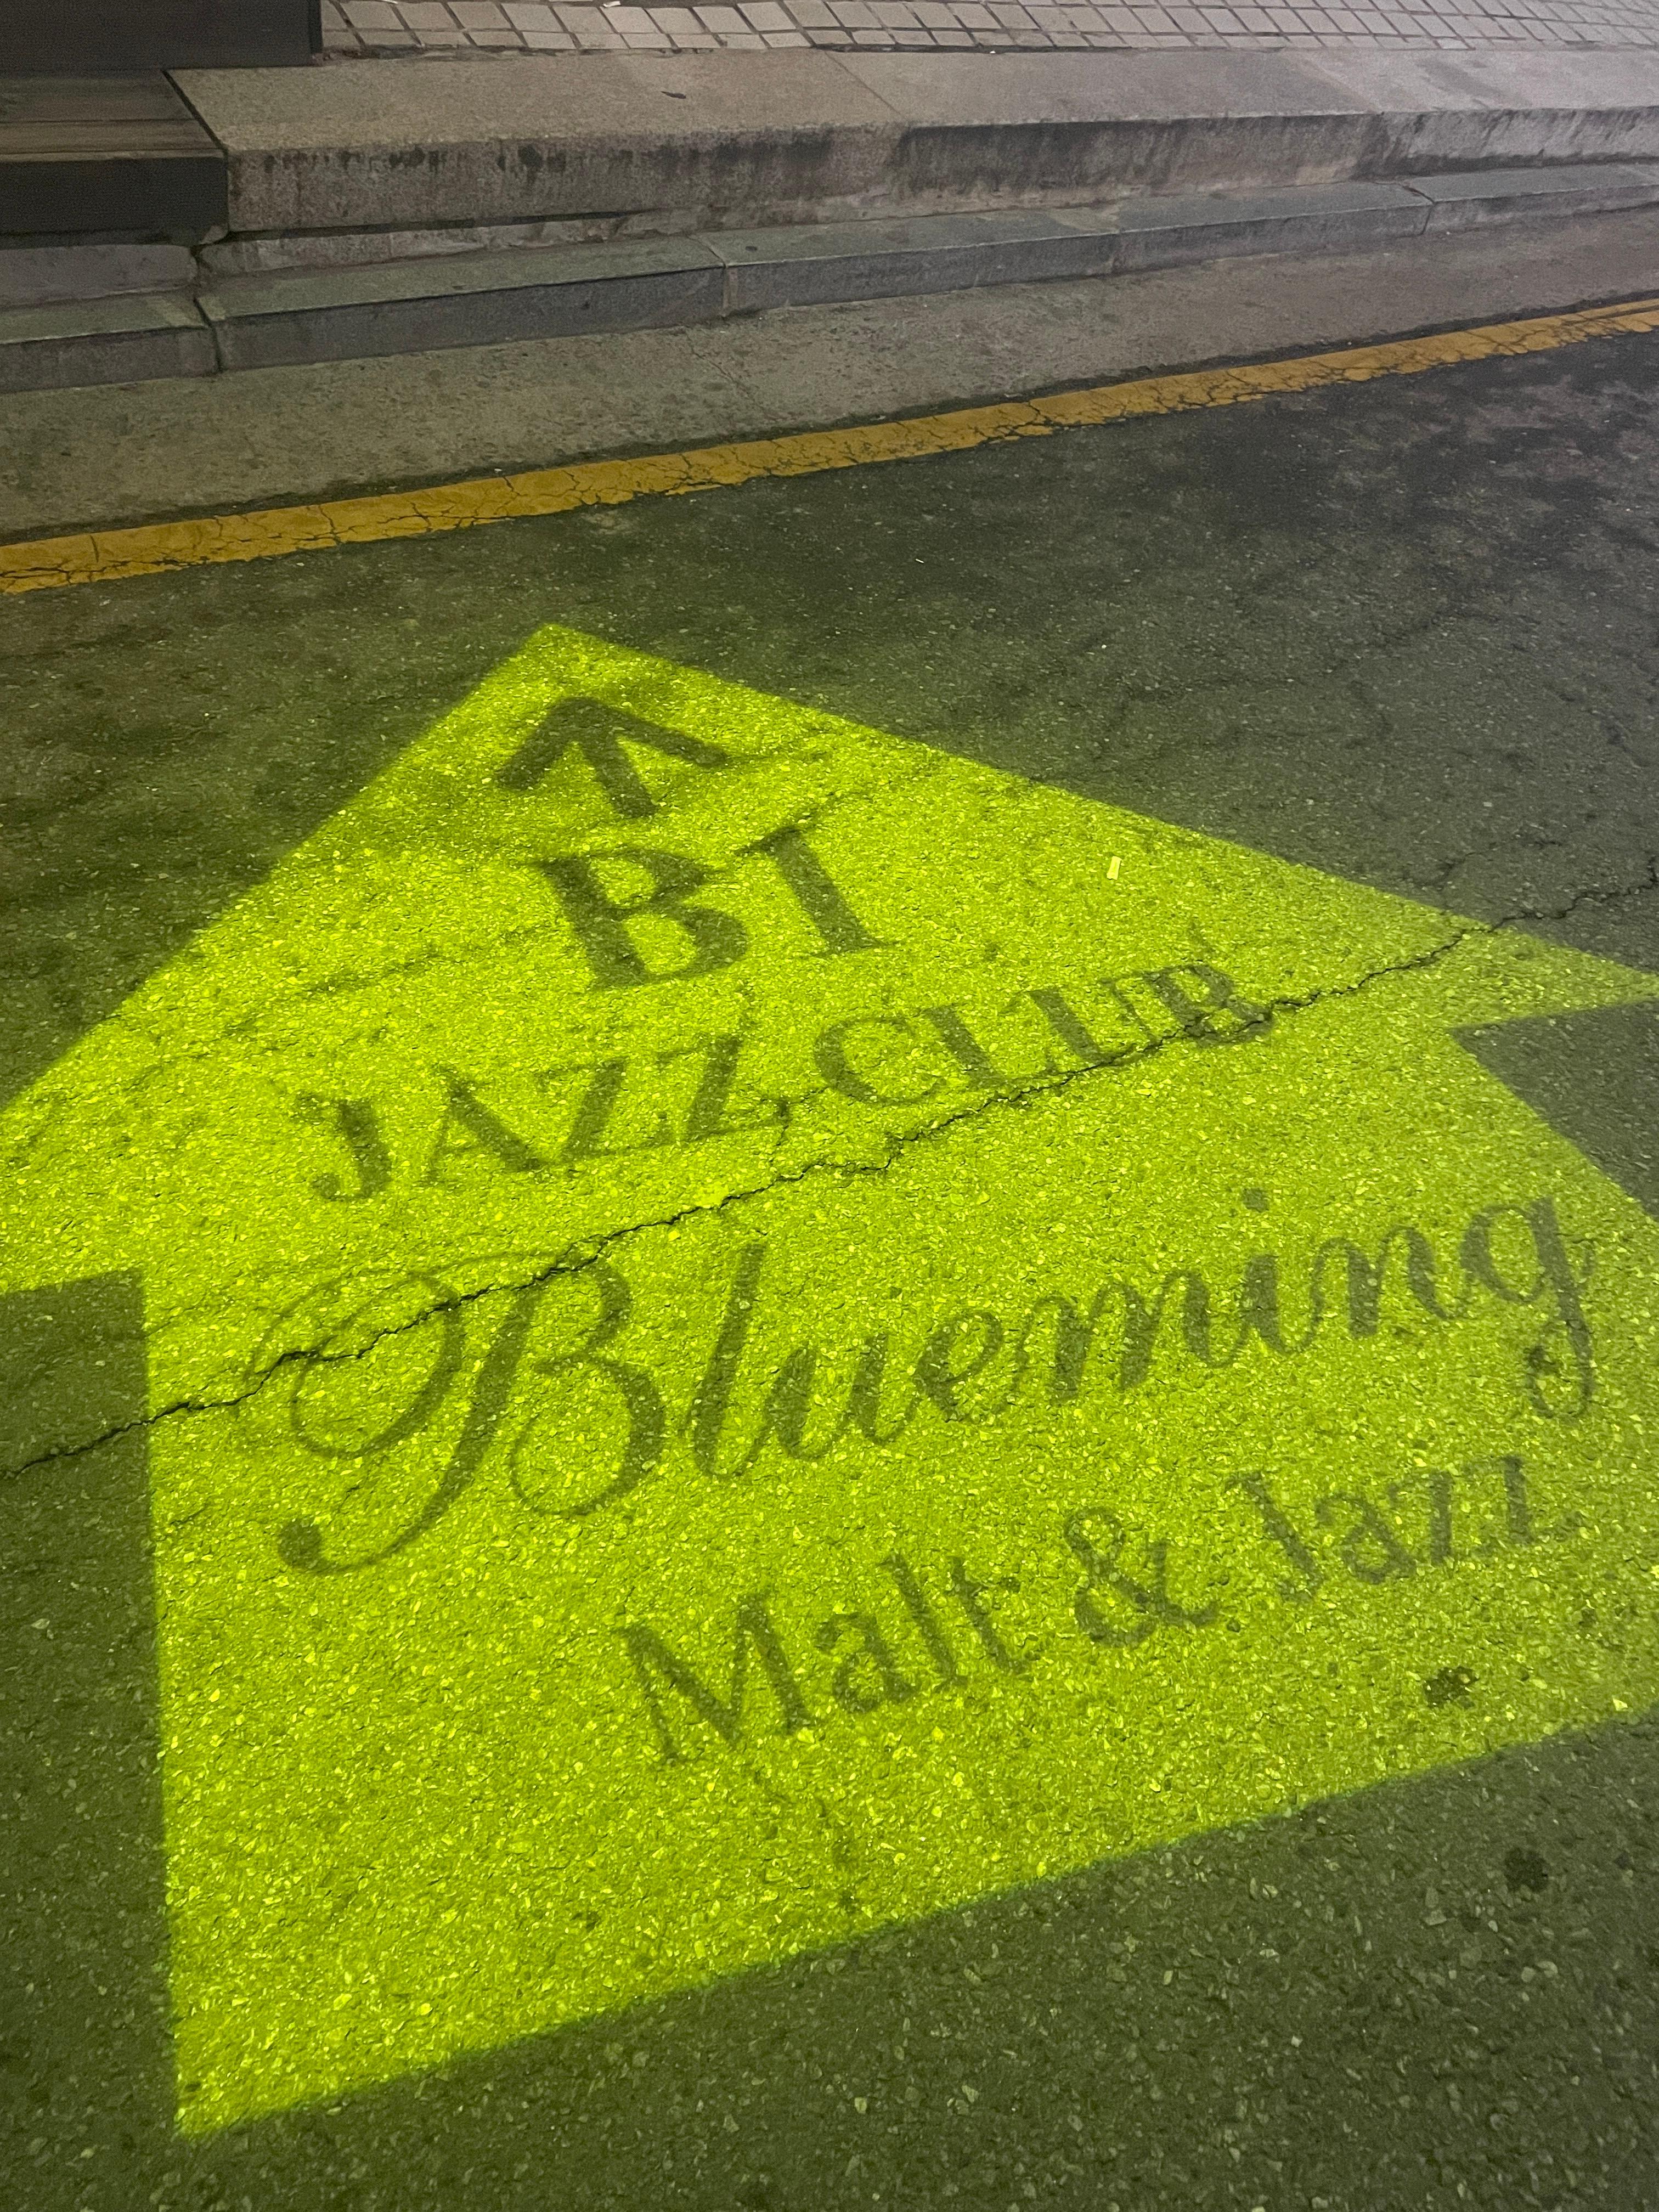 B1
JAZZ CLUB
Blueming
Malt & Jazz